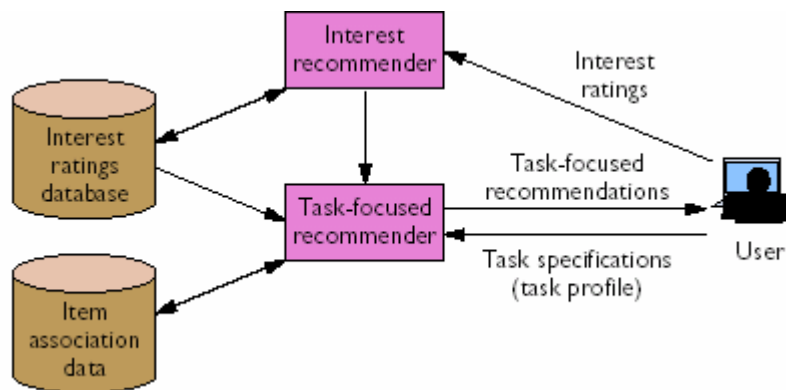 Interest
recommender
Interest
ratings
Interest
ratings
database
Task-focused
recommendations
Task-focused
recommender
User
Task specifications
(task profile)
Item
association
data